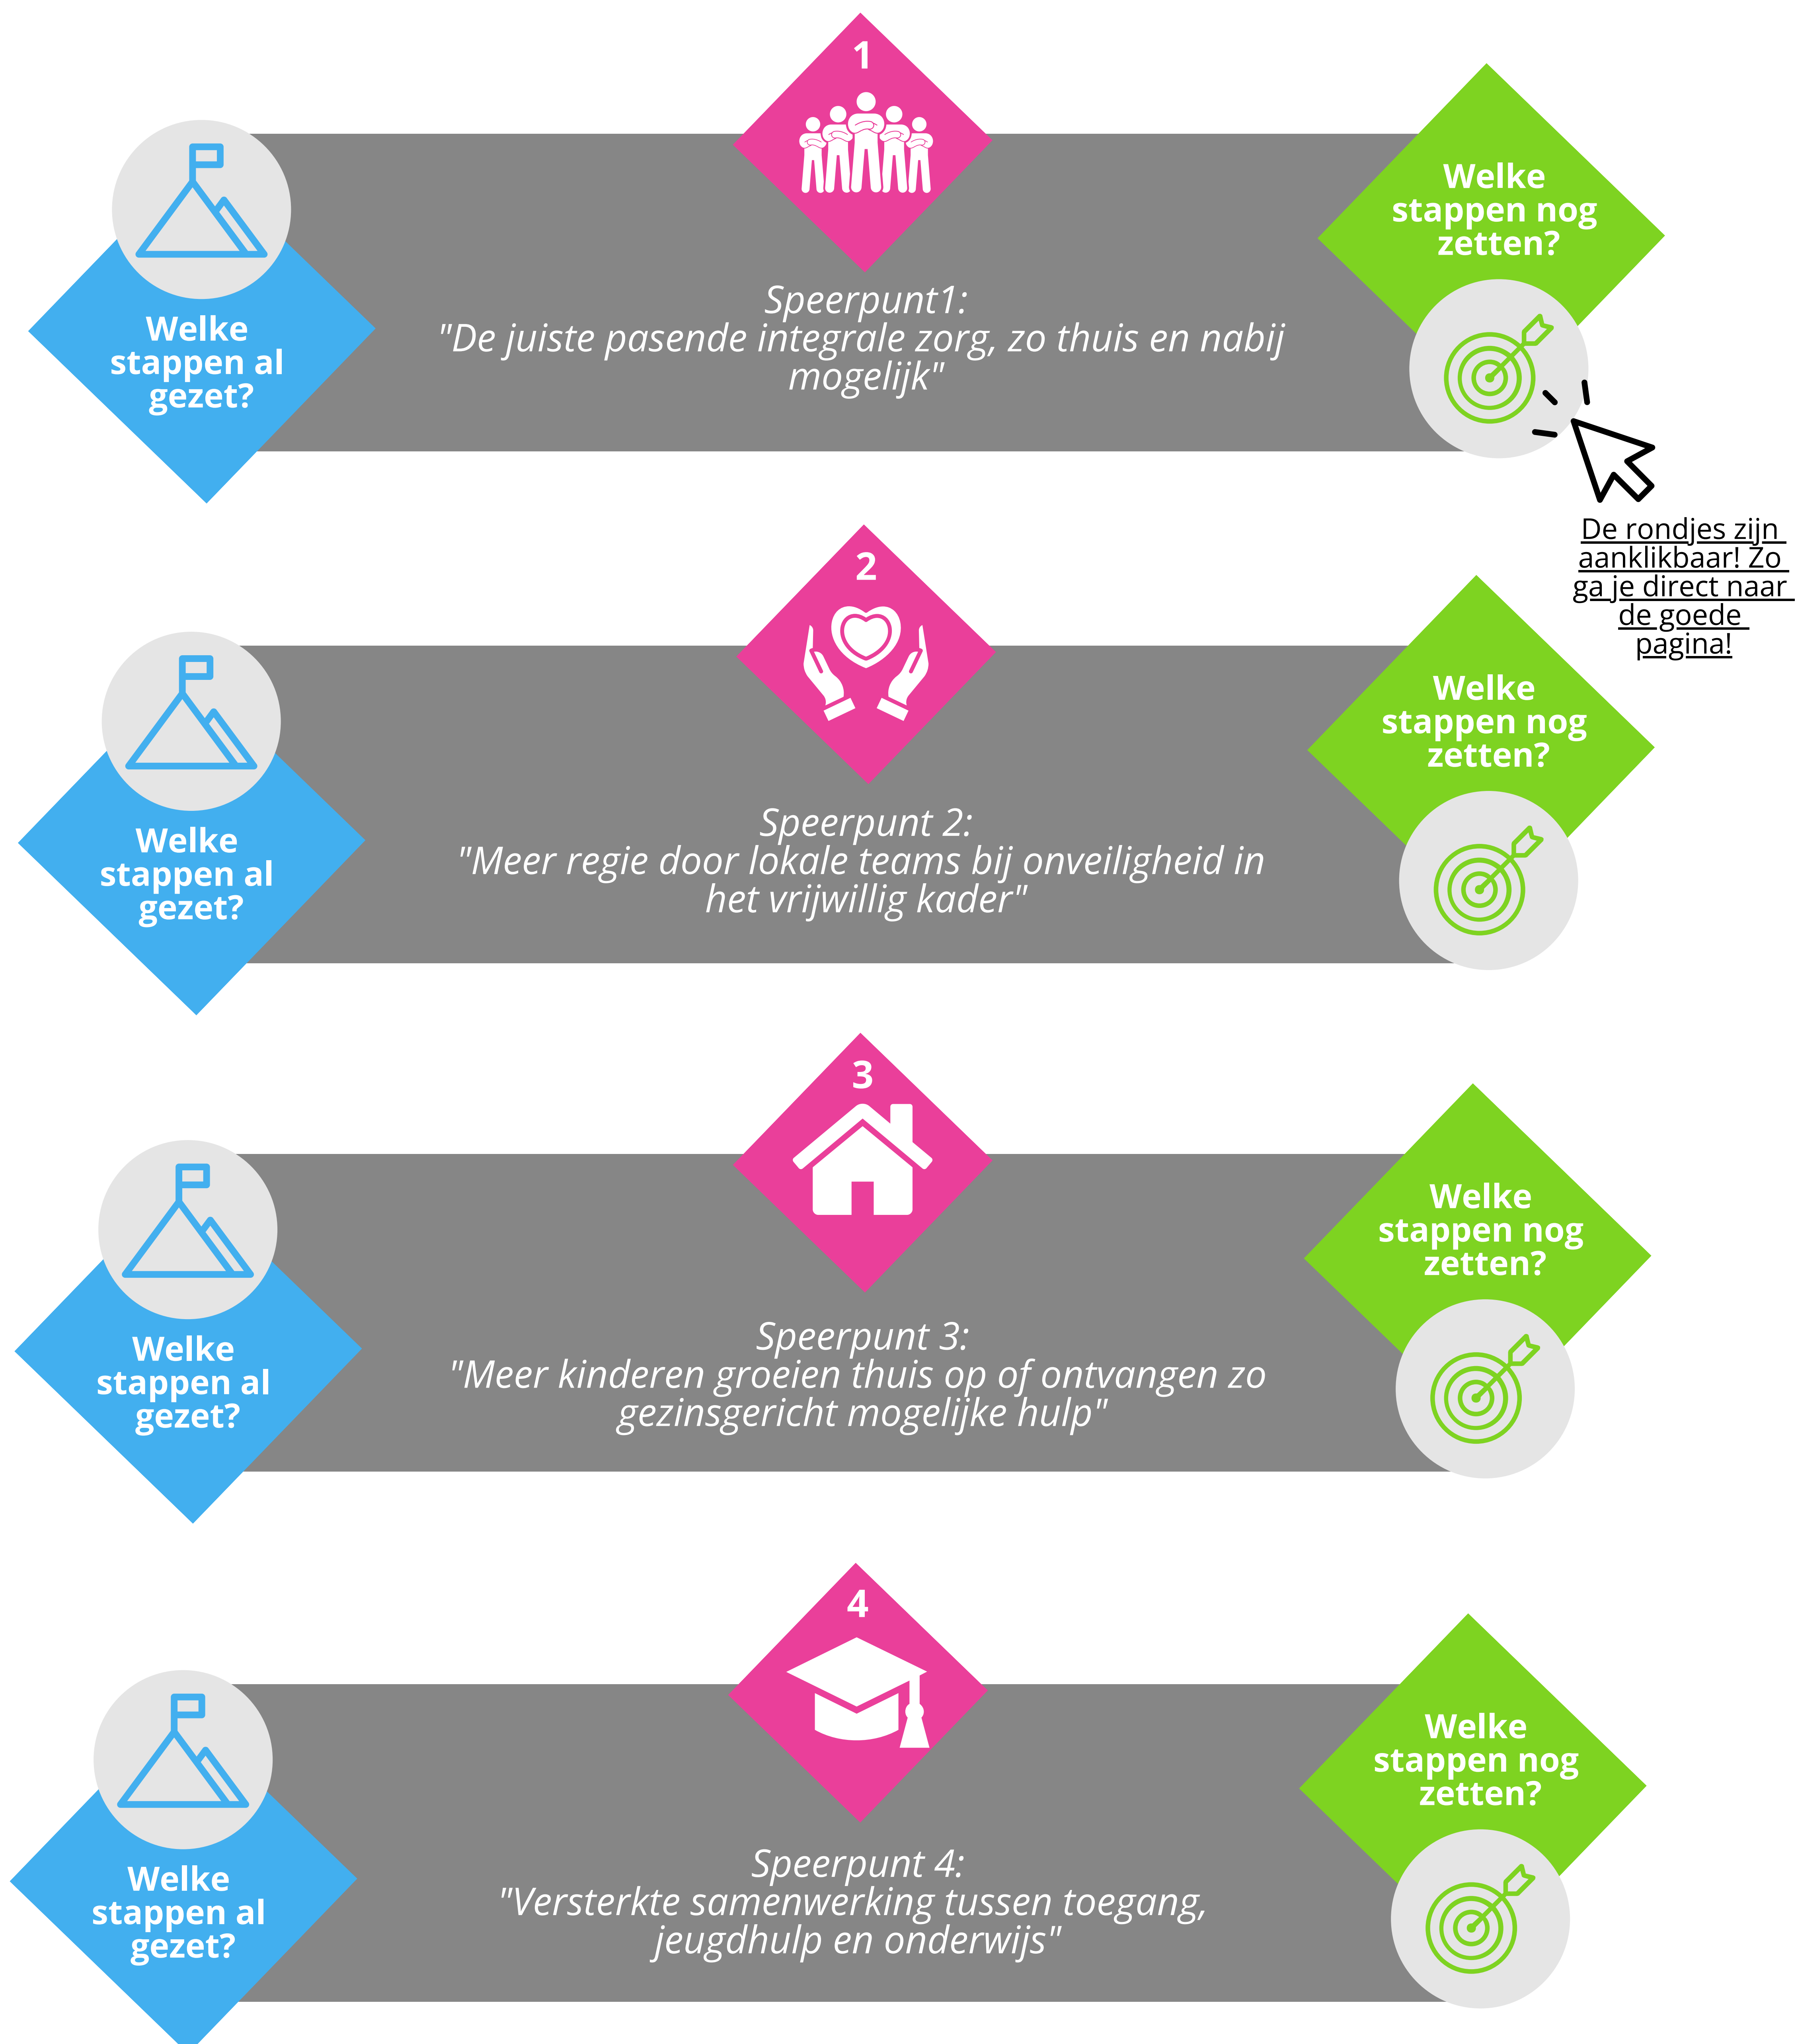 1
Welke
stappen nog
zetten?
Welke
stappen al
gezet?
Speerpunt1:
"De juiste pasende integrale zorg, zo thuis en nabij
mogelijk"
De rondjes zijn
aanklikbaar! Zo
ga je direct naar
de goede
pagina!
2
Welke
stappen nog
zetten?
Welke
stappen al
gezet?
Speerpunt 2:
"Meer regie door lokale teams bij onveiligheid in
het vrijwillig kader"
3
Welke
stappen nog
zetten?
Welke
stappen al
gezet?
Speerpunt 3:
"Meer kinderen groeien thuis op of ontvangen zo
gezinsgericht mogelijke hulp"
4
Welke
stappen nog
zetten?
Welke
stappen al
gezet?
Speerpunt 4:
"Versterkte samenwerking tussen toegang,
jeugdhulp en onderwijs"